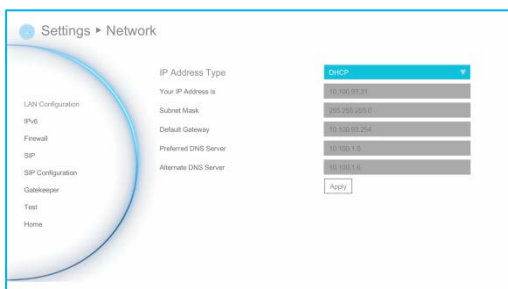 Settings ▸ Network
IP Address Type
DHCP
Your IP Address is
10.100.93.31
Subnet Mask
255.255.255.0
Default Gateway
10.100.93.254
Preferred DNS Server
Alternate DNS Server
Apply
LAN Configuration
IPv6
Firewall
SIP
SIP Configuration
Gatekeeper
Test
Home